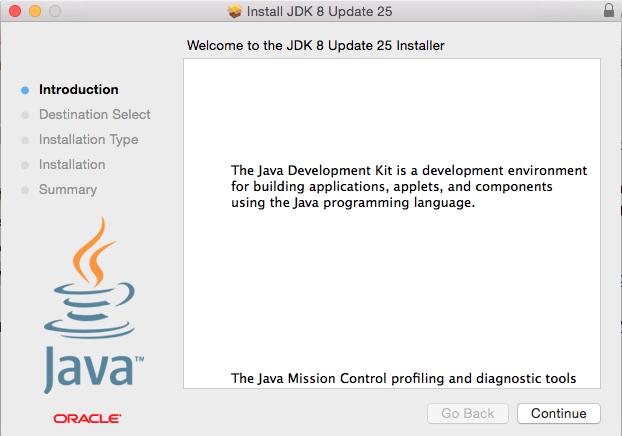 Install JDK 8 Update 25
Welcome to the JDK 8 Update 25 Installer
Introduction
Destination Select
Installation Type
Installation
Summary
The Java Development Kit is a development environment
for building applications, applets, and components
using the Java programming language.
The Java Mission Control profiling and diagnostic tools
Java™
ORACLE®
Go Back
Continue